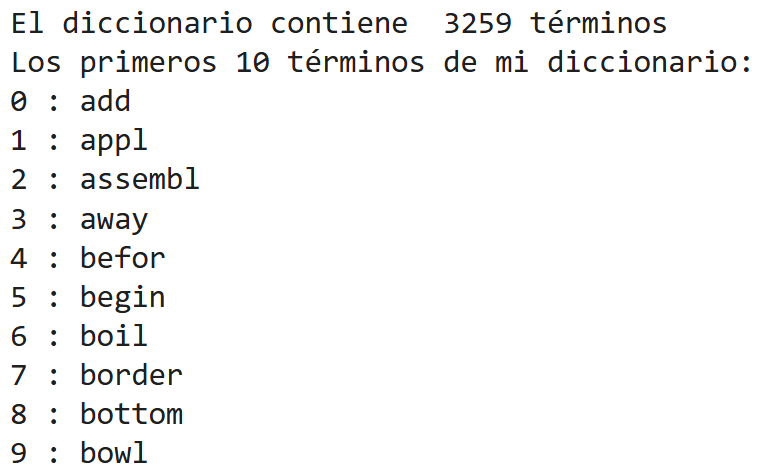 El diccionario contiene  3259 términos
Los primeros 10 términos de mi diccionario:
0 : add
1 : appl
2 : assembl
3 : away
4 : befor
5 : begin
6 : boil
7 : border
8 : bottom
9 : bowl